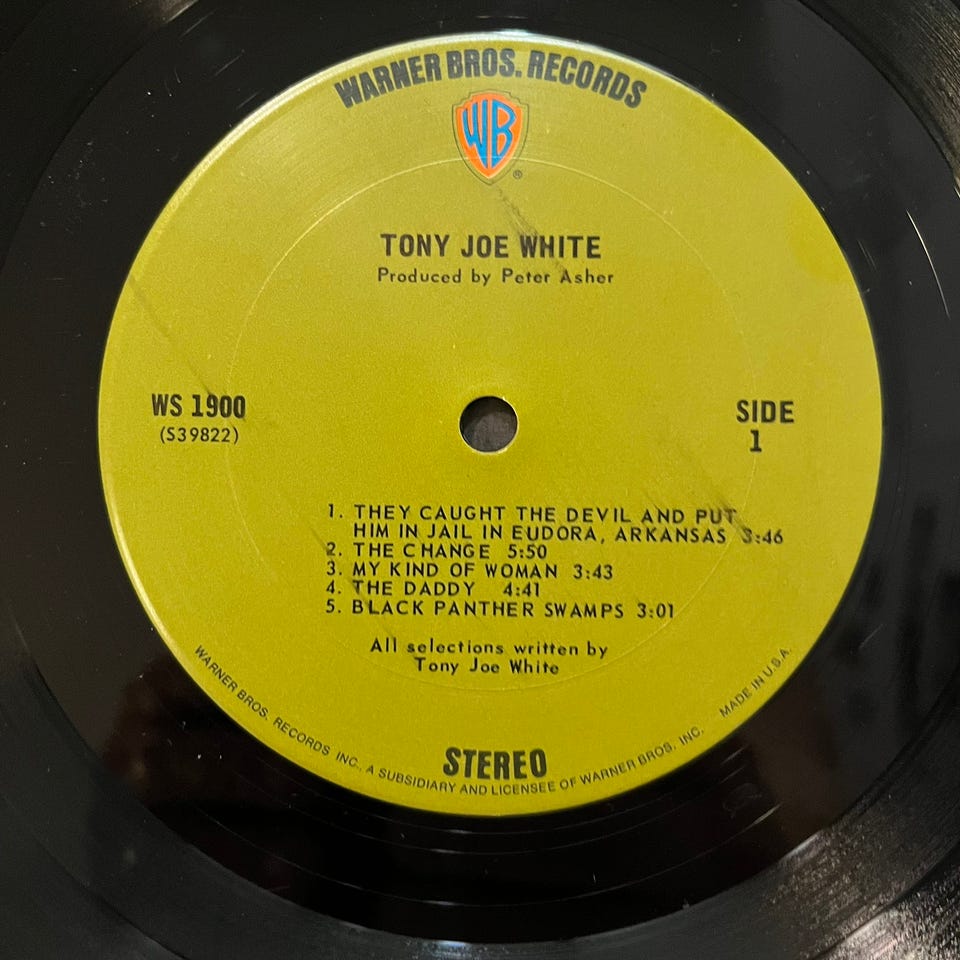 WARNER BROS. RECORDS
WB
®
TONY JOE WHITE
Produced by Peter Asher
WS 1900
(S39822)
SIDE
1
1. THEY CAUGHT THE DEVIL AND PUT
HIM IN JAIL IN EUDORA, ARKANSAS 3:46
2. THE CHANGE 5:50
3. MY KIND OF WOMAN 3:43
4. THE DADDY 4:41
5. BLACK PANTHER SWAMPS 3:01
All selections written by
Tony Joe White
STEREO
WARNER BROS. RECORDS INC., A SUBSIDIARY AND LICENSEE OF WARNER BROS. INC. MADE IN U.S.A.